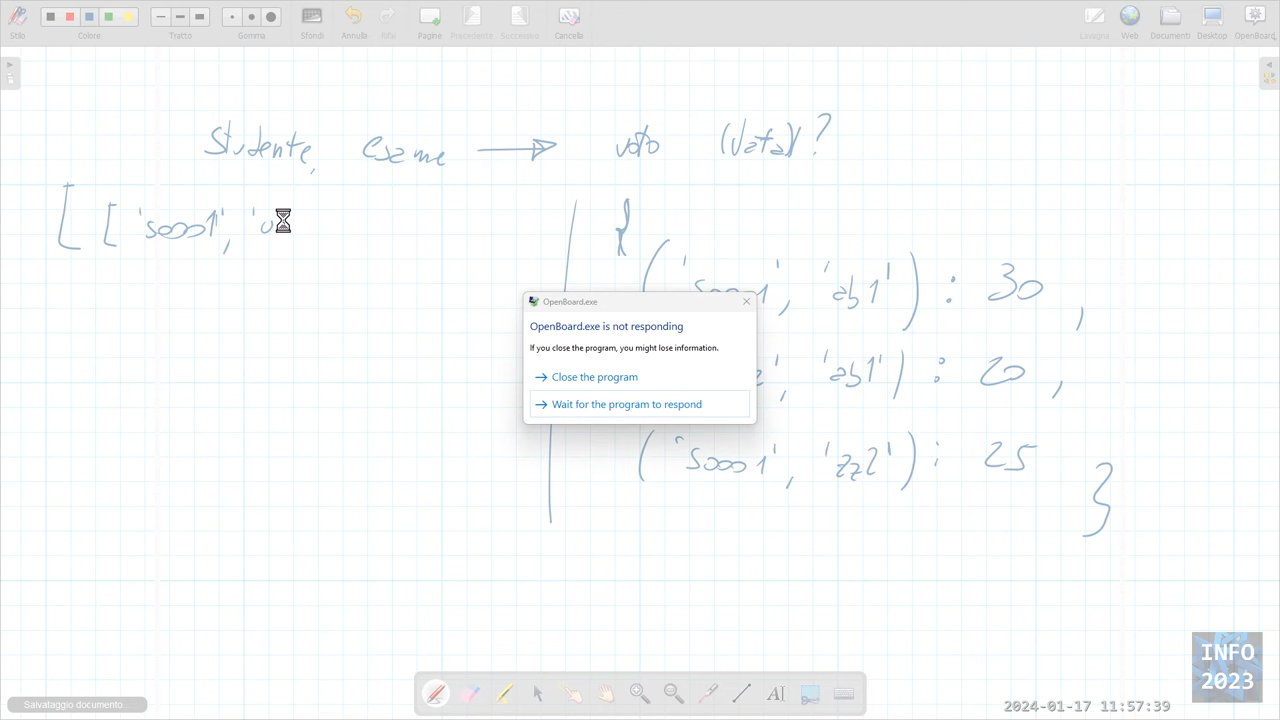 Stilo Colore Tratto Gomma Sfondi Annulla Rifai Pagine Precedente Successivo Cancella Lavagna Web Documenti Desktop OpenBoard
Studente, esame → voto (data)?
[ [ 's0001', '
{
( 's0001', 'ab1' ) : 30 ,
OpenBoard.exe
OpenBoard.exe is not responding
If you close the program, you might lose information.
Close the program
2', 'ab1' ) : 20 ,
Wait for the program to respond
( 's0001', 'zz2' ) : 25
}
INFO
2023
Salvataggio documento...
2024-01-17 11:57:39